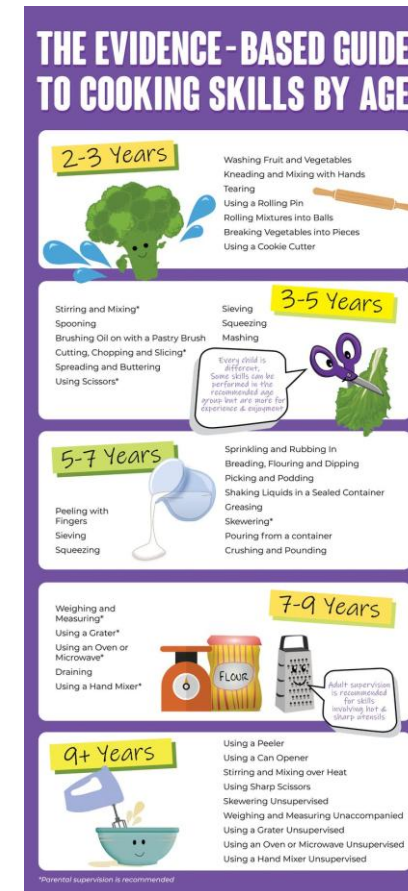 THE EVIDENCE-BASED GUIDE
TO COOKING SKILLS BY AGE
2-3 Years
Washing Fruit and Vegetables
Kneading and Mixing with Hands
Tearing
Using a Rolling Pin
Rolling Mixtures into Balls
Breaking Vegetables into Pieces
Using a Cookie Cutter
3-5 Years
Stirring and Mixing*
Spooning
Brushing Oil on with a Pastry Brush
Cutting, Chopping and Slicing*
Spreading and Buttering
Using Scissors*
Sieving
Squeezing
Mashing
Every child is
different,
Some skills can be
performed in the
recommended age
group but are more for
experience & enjoyment
5-7 Years
Peeling with
Fingers
Sieving
Squeezing
Sprinkling and Rubbing In
Breading, Flouring and Dipping
Picking and Podding
Shaking Liquids in a Sealed Container
Greasing
Skewering*
Pouring from a container
Crushing and Pounding
7-9 Years
Weighing and
Measuring*
Using a Grater*
Using an Oven or
Microwave*
Draining
Using a Hand Mixer*
FLOUR
Adult supervision
is recommended
for skills
involving hot &
sharp utensils
9+ Years
Using a Peeler
Using a Can Opener
Stirring and Mixing over Heat
Using Sharp Scissors
Skewering Unsupervised
Weighing and Measuring Unaccompanied
Using a Grater Unsupervised
Using an Oven or Microwave Unsupervised
Using a Hand Mixer Unsupervised
*Parental supervision is recommended